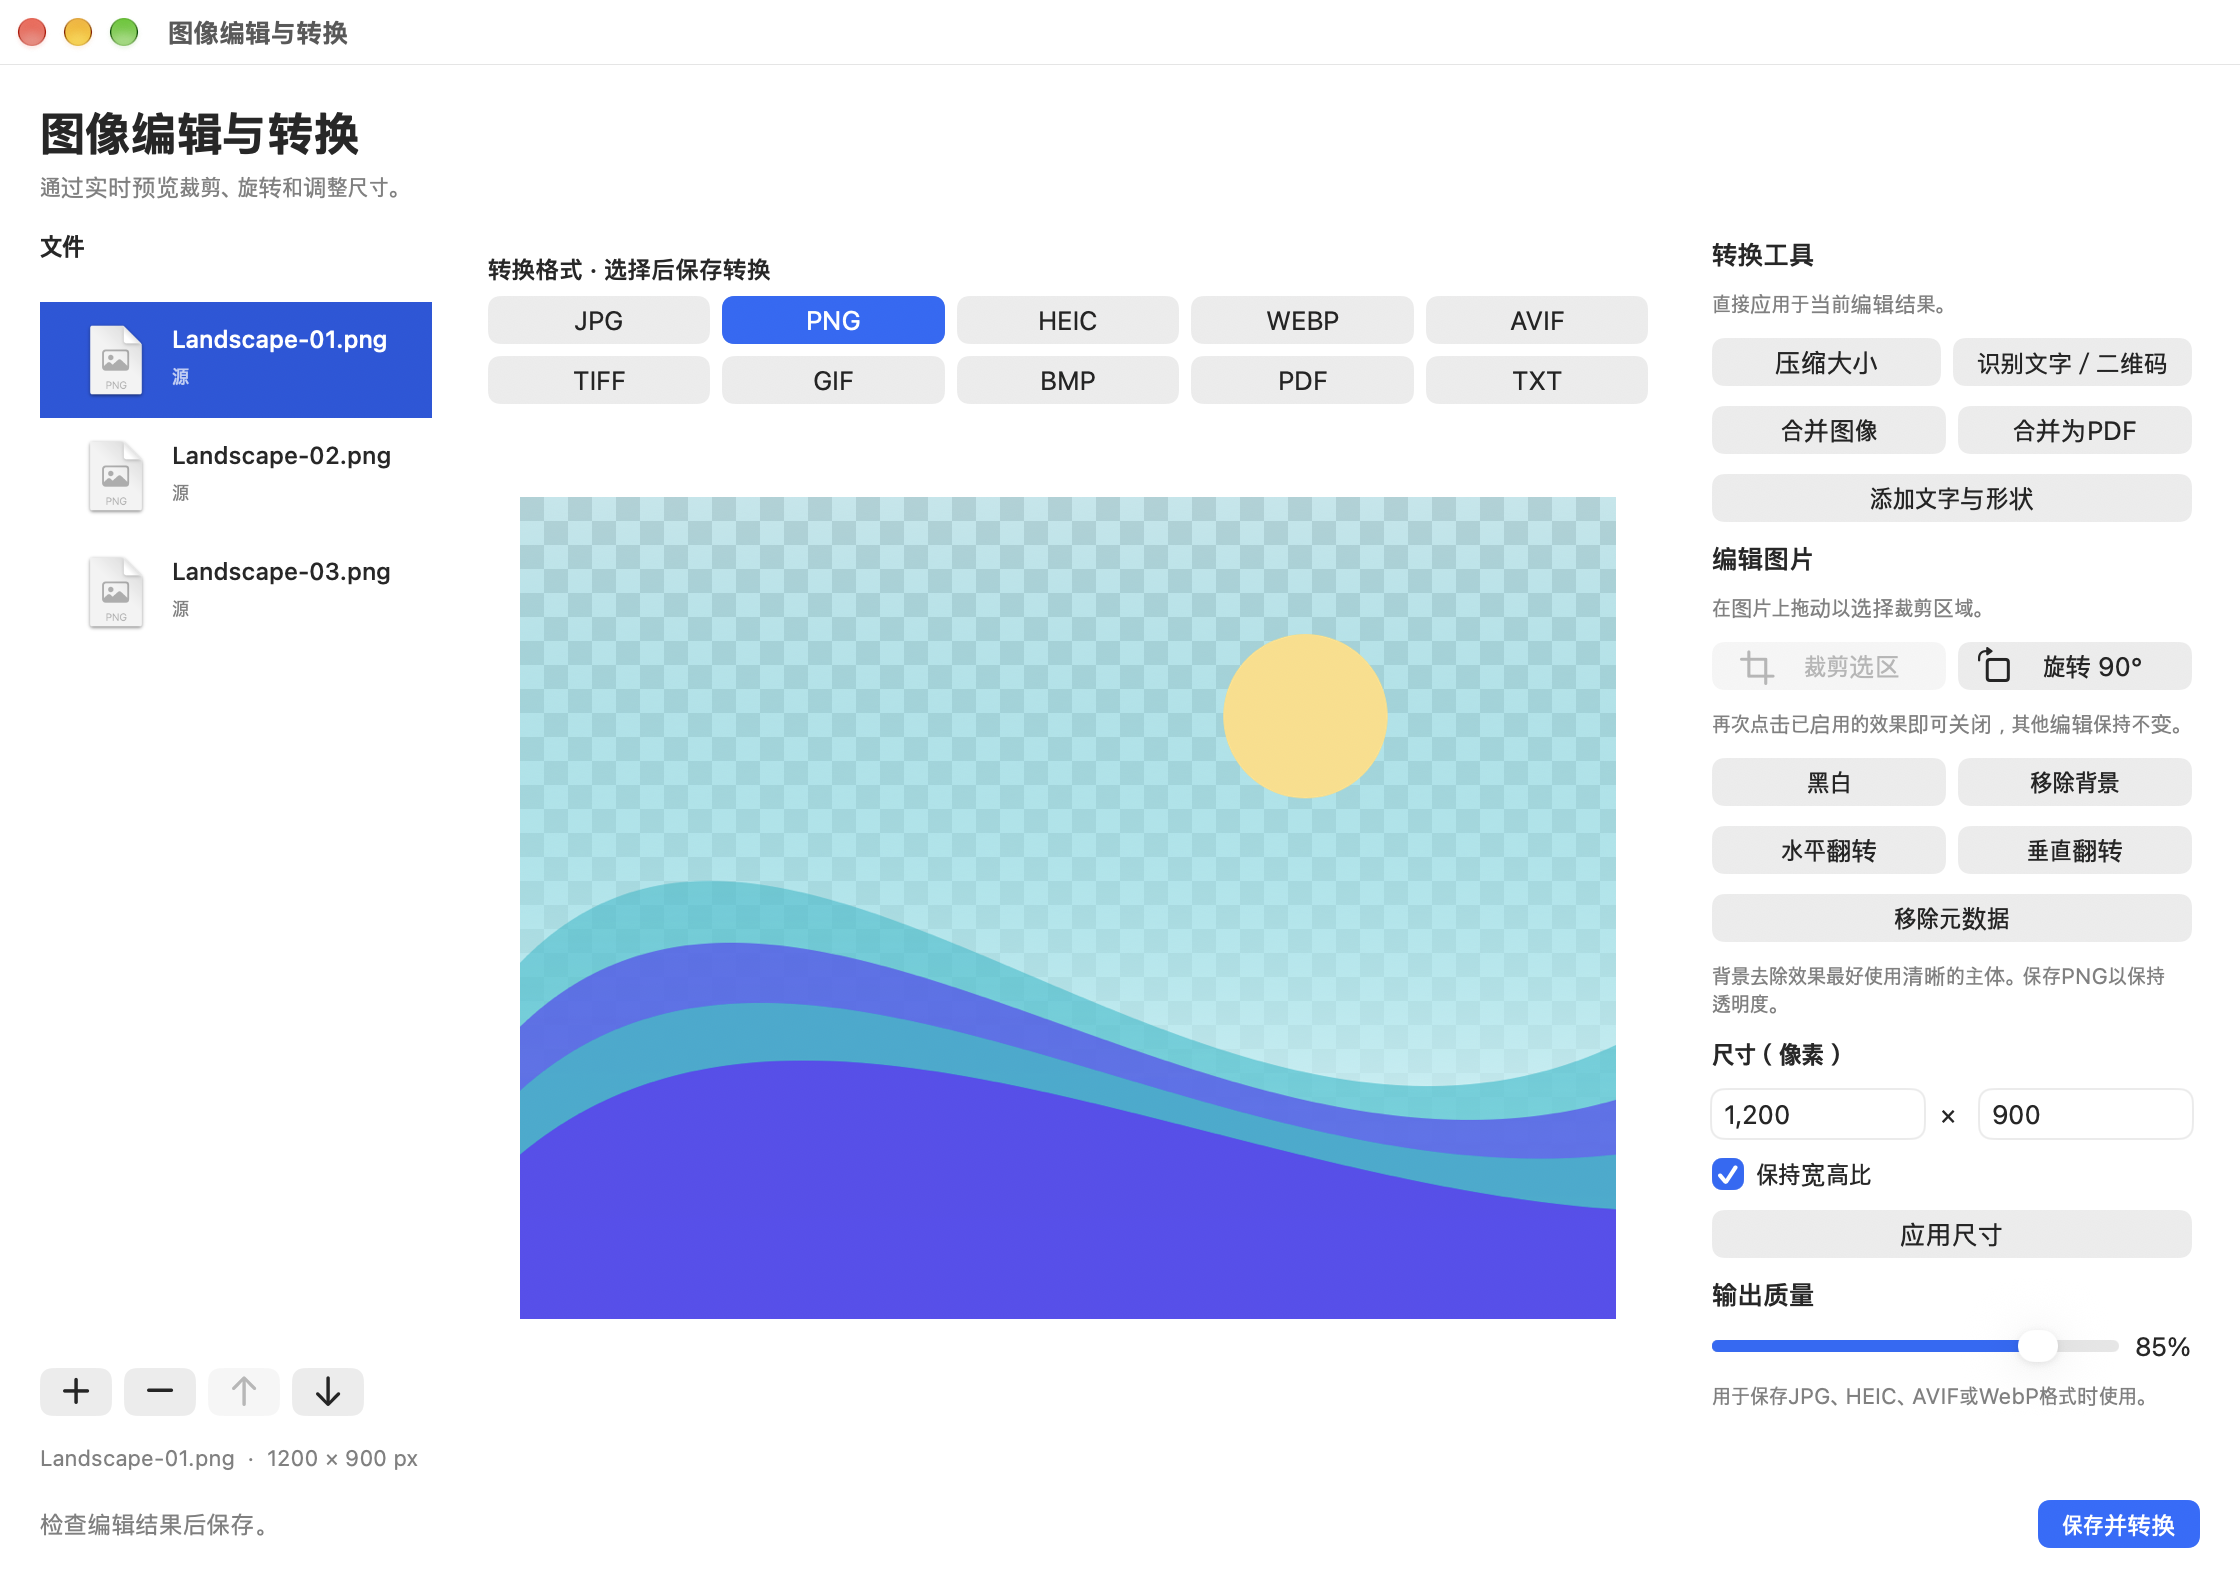 图像编辑与转换
图像编辑与转换
通过实时预览裁剪、旋转和调整尺寸。
文件
PNG
Landscape-01.png
源
PNG
Landscape-02.png
源
PNG
Landscape-03.png
源
Landscape-01.png · 1200 × 900 px
检查编辑结果后保存。
转换格式 · 选择后保存转换
JPG PNG HEIC WEBP AVIF
TIFF GIF BMP PDF TXT
转换工具
直接应用于当前编辑结果。
压缩大小 识别文字 / 二维码
合并图像 合并为PDF
添加文字与形状
编辑图片
在图片上拖动以选择裁剪区域。
裁剪选区 旋转 90°
再次点击已启用的效果即可关闭，其他编辑保持不变。
黑白 移除背景
水平翻转 垂直翻转
移除元数据
背景去除效果最好使用清晰的主体。保存PNG以保持
透明度。
尺寸（像素）
1,200 × 900
保持宽高比
应用尺寸
输出质量
85%
用于保存JPG、HEIC、AVIF或WebP格式时使用。
保存并转换